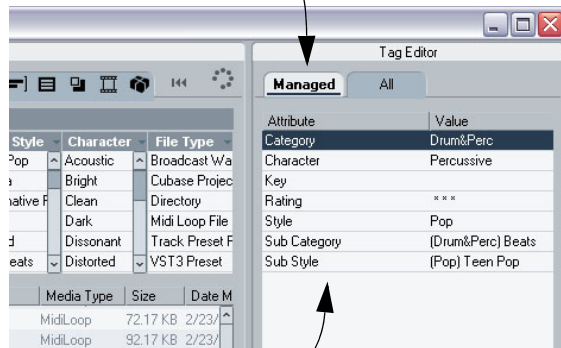 Tag Editor
Managed All
Attribute Value
Category Drum&Perc
Character Percussive
Key
Rating ***
Style Pop
Sub Category (Drum&Perc) Beats
Sub Style (Pop) Teen Pop
Style Character File Type
Pop Acoustic Broadcast Wa
Bright Cubase Projec
Clean Directory
Dark Midi Loop File
Dissonant Track Preset F
eats Distorted VST3 Preset
Media Type Size Date M
MidiLoop 72.17 KB 2/23/
MidiLoop 92.17 KB 2/23/